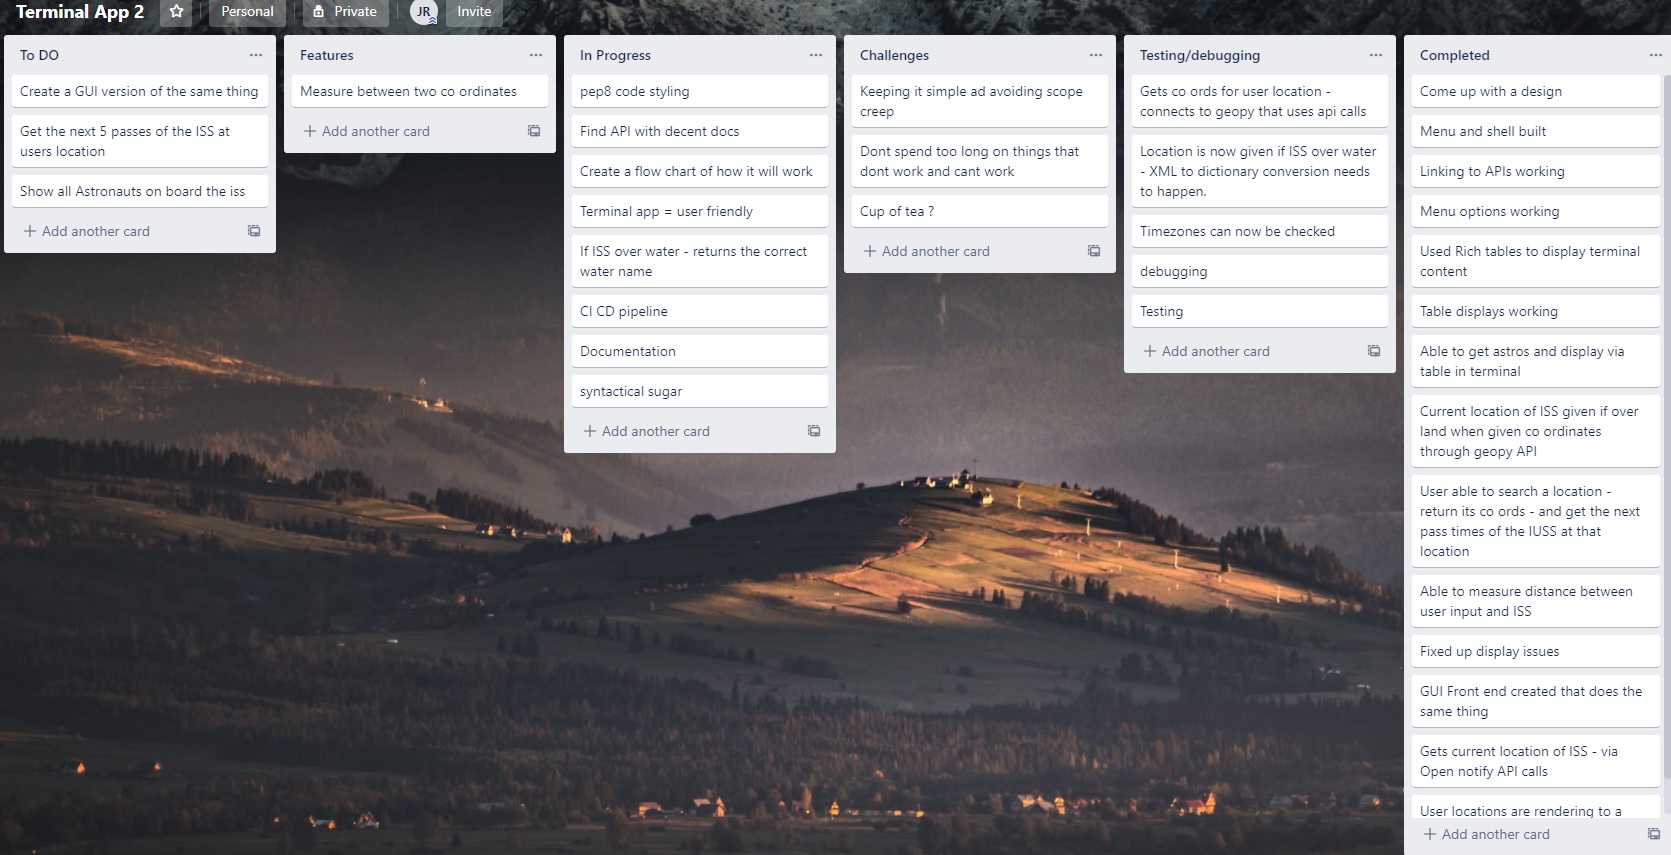 Terminal App 2
Personal
Private
JR
Invite
To DO
Create a GUI version of the same thing
Get the next 5 passes of the ISS at
users location
Show all Astronauts on board the iss
+ Add another card
Features
Measure between two co ordinates
+ Add another card
In Progress
pep8 code styling
Find API with decent docs
Create a flow chart of how it will work
Terminal app = user friendly
If ISS over water - returns the correct
water name
CI CD pipeline
Documentation
syntactical sugar
+ Add another card
Challenges
Keeping it simple ad avoiding scope
creep
Dont spend too long on things that
dont work and cant work
Cup of tea ?
+ Add another card
Testing/debugging
Gets co ords for user location -
connects to geopy that uses api calls
Location is now given if ISS over water
- XML to dictionary conversion needs
to happen.
Timezones can now be checked
debugging
Testing
+ Add another card
Completed
Come up with a design
Menu and shell built
Linking to APIs working
Menu options working
Used Rich tables to display terminal
content
Table displays working
Able to get astros and display via
table in terminal
Current location of ISS given if over
land when given co ordinates
through geopy API
User able to search a location -
return its co ords - and get the next
pass times of the IUSS at that
location
Able to measure distance between
user input and ISS
Fixed up display issues
GUI Front end created that does the
same thing
Gets current location of ISS - via
Open notify API calls
User locations are rendering to a
+ Add another card